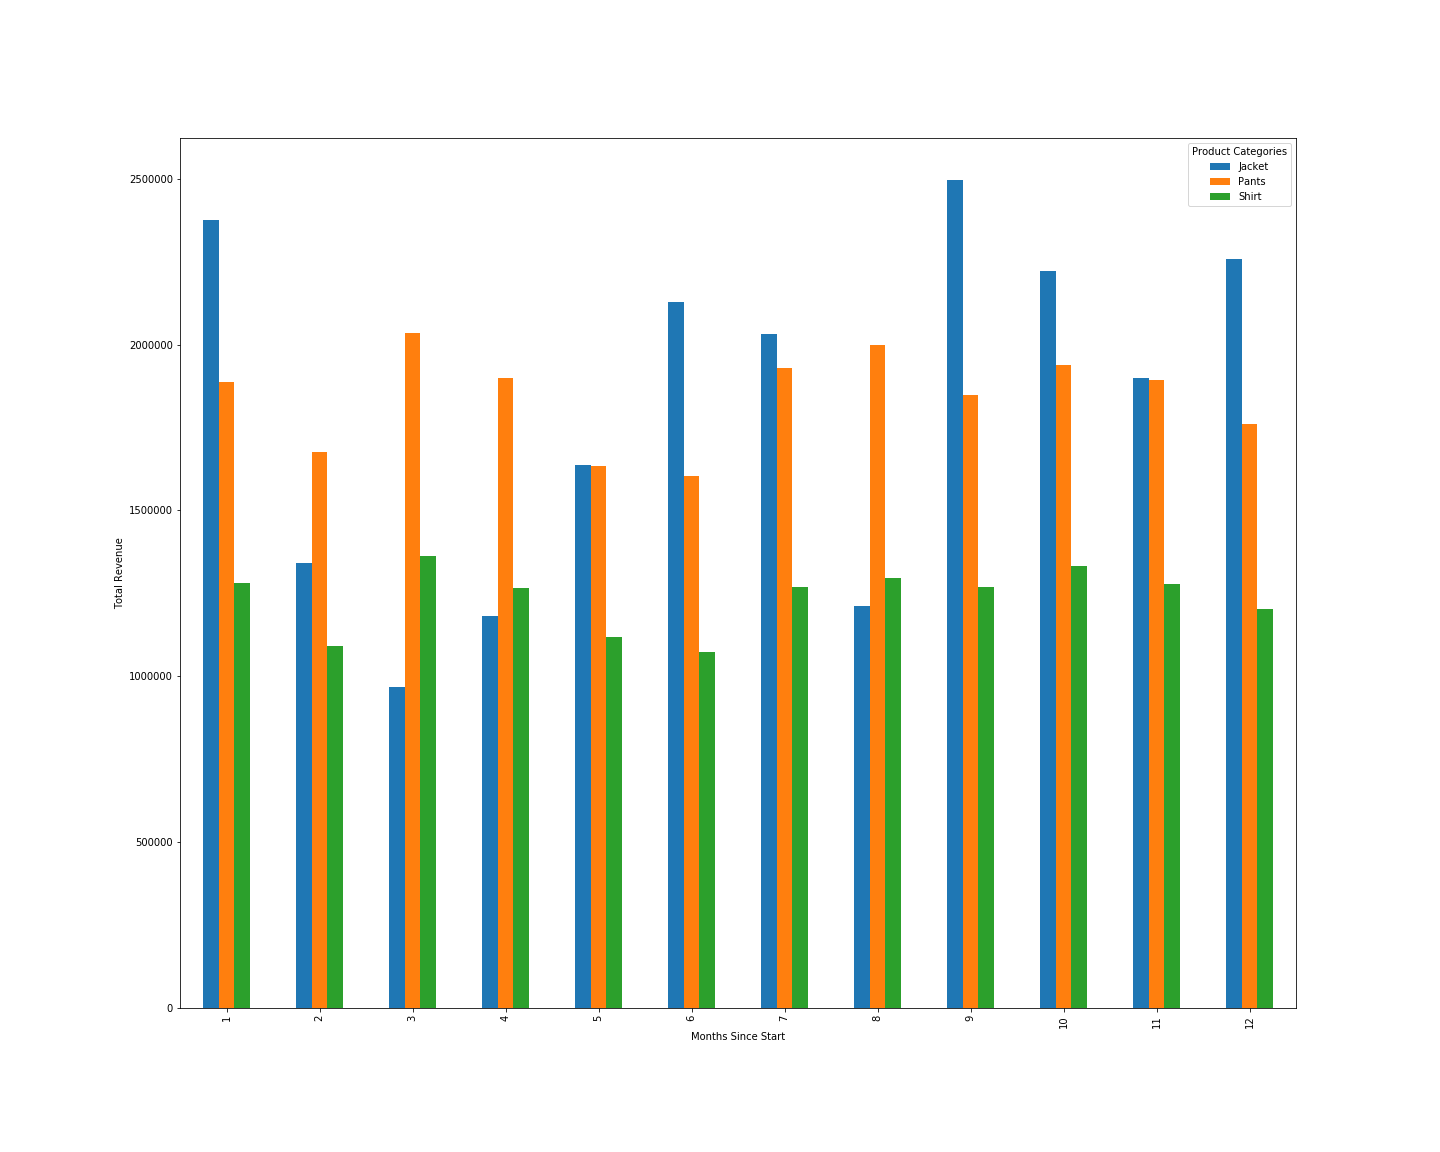 Product Categories
Jacket
Pants
Shirt
2500000
2000000
1500000
1000000
500000
0
Total Revenue
1 2 3 4 5 6 7 8 9 10 11 12
Months Since Start